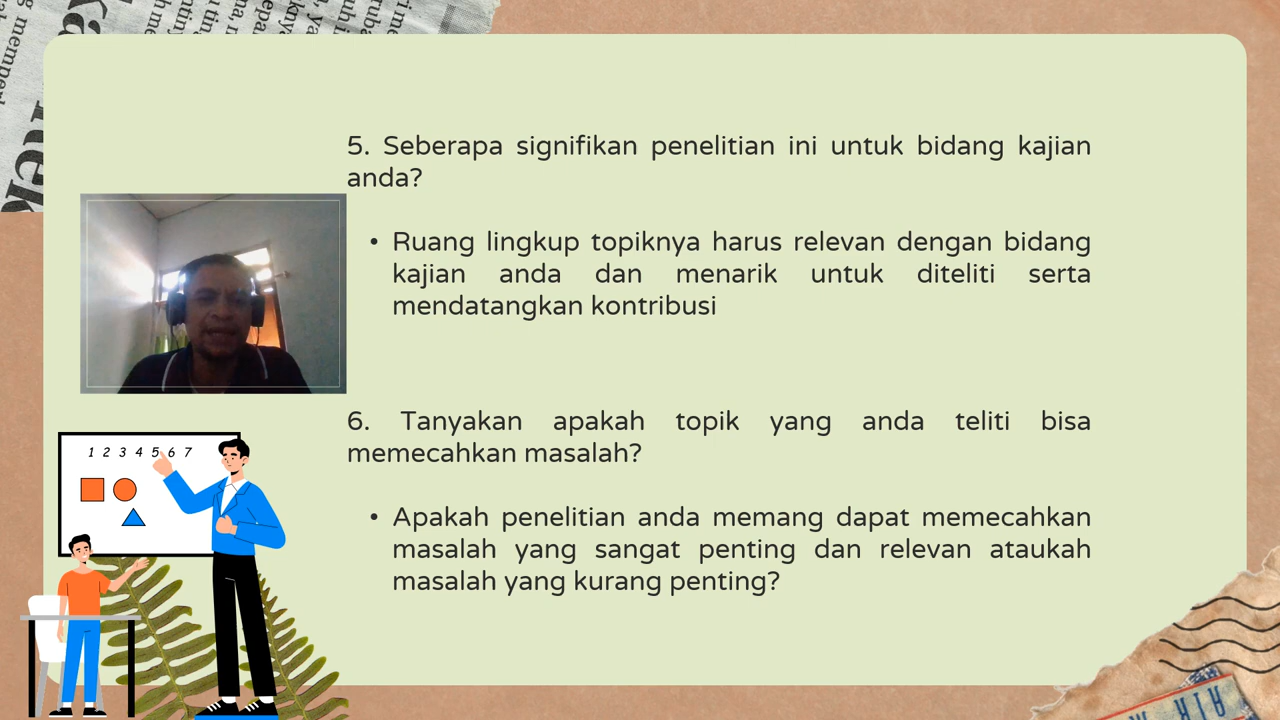 5. Seberapa signifikan penelitian ini untuk bidang kajian
anda?
• Ruang lingkup topiknya harus relevan dengan bidang
kajian anda dan menarik untuk diteliti serta
mendatangkan kontribusi
6. Tanyakan apakah topik yang anda teliti bisa
memecahkan masalah?
• Apakah penelitian anda memang dapat memecahkan
masalah yang sangat penting dan relevan ataukah
masalah yang kurang penting?
1 2 3 4 5 6 7
AIR